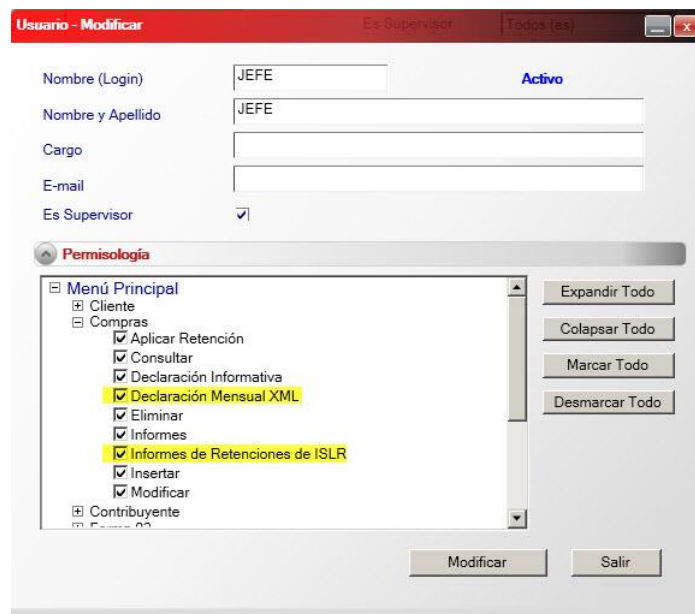 Usuario - Modificar Es Supervisor Todos (as)
Nombre (Login) JEFE Activo
Nombre y Apellido JEFE
Cargo
E-mail
Es Supervisor
Permisología
Menú Principal
Cliente
Compras
Aplicar Retención
Consultar
Declaración Informativa
Declaración Mensual XML
Eliminar
Informes
Informes de Retenciones de ISLR
Insertar
Modificar
Contribuyente
Expandir Todo
Colapsar Todo
Marcar Todo
Desmarcar Todo
Modificar Salir